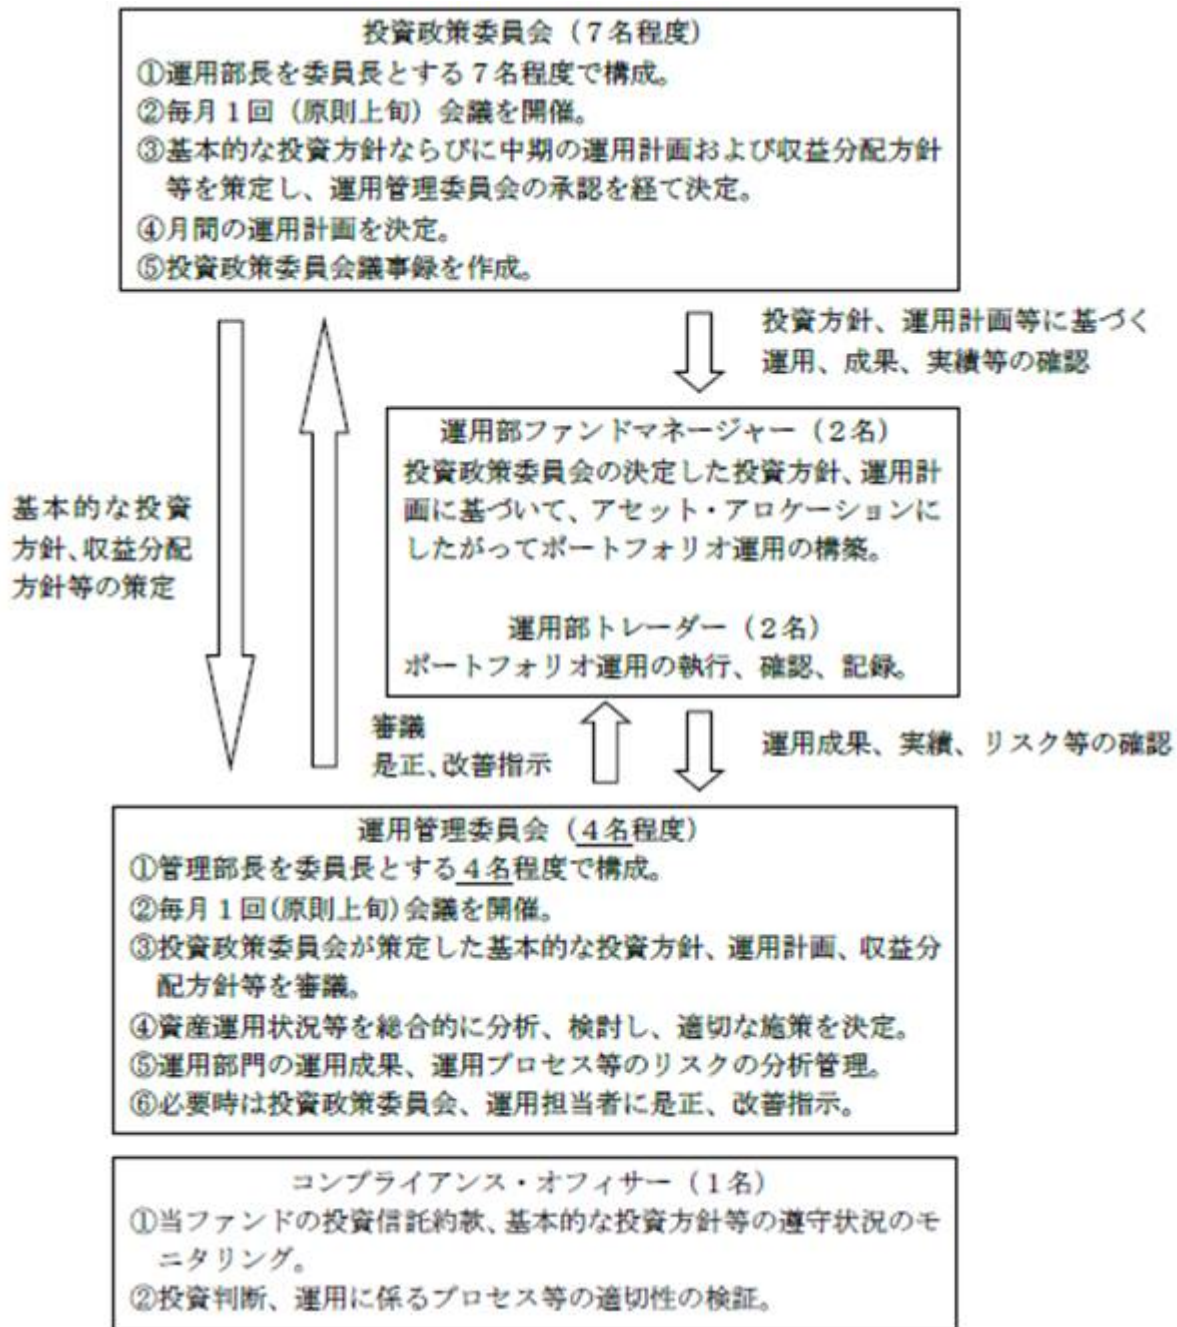 投資政策委員会（７名程度）
①運用部長を委員長とする７名程度で構成。
②毎月１回（原則上旬）会議を開催。
③基本的な投資方針ならびに中期の運用計画および収益分配方針
等を策定し、運用管理委員会の承認を経て決定。
④月間の運用計画を決定。
⑤投資政策委員会議事録を作成。
投資方針、運用計画等に基づく
運用、成果、実績等の確認
運用部ファンドマネージャー（２名）
投資政策委員会の決定した投資方針、運用計
画に基づいて、アセット・アロケーションに
したがってポートフォリオ運用の構築。
運用部トレーダー（２名）
ポートフォリオ運用の執行、確認、記録。
基本的な投資
方針、収益分配
方針等の策定
審議
是正、改善指示
運用成果、実績、リスク等の確認
運用管理委員会（４名程度）
①管理部長を委員長とする４名程度で構成。
②毎月１回(原則上旬)会議を開催。
③投資政策委員会が策定した基本的な投資方針、運用計画、収益分
配方針等を審議。
④資産運用状況等を総合的に分析、検討し、適切な施策を決定。
⑤運用部門の運用成果、運用プロセス等のリスクの分析管理。
⑥必要時は投資政策委員会、運用担当者に是正、改善指示。
コンプライアンス・オフィサー（１名）
①当ファンドの投資信託約款、基本的な投資方針等の遵守状況のモ
ニタリング。
②投資判断、運用に係るプロセス等の適切性の検証。